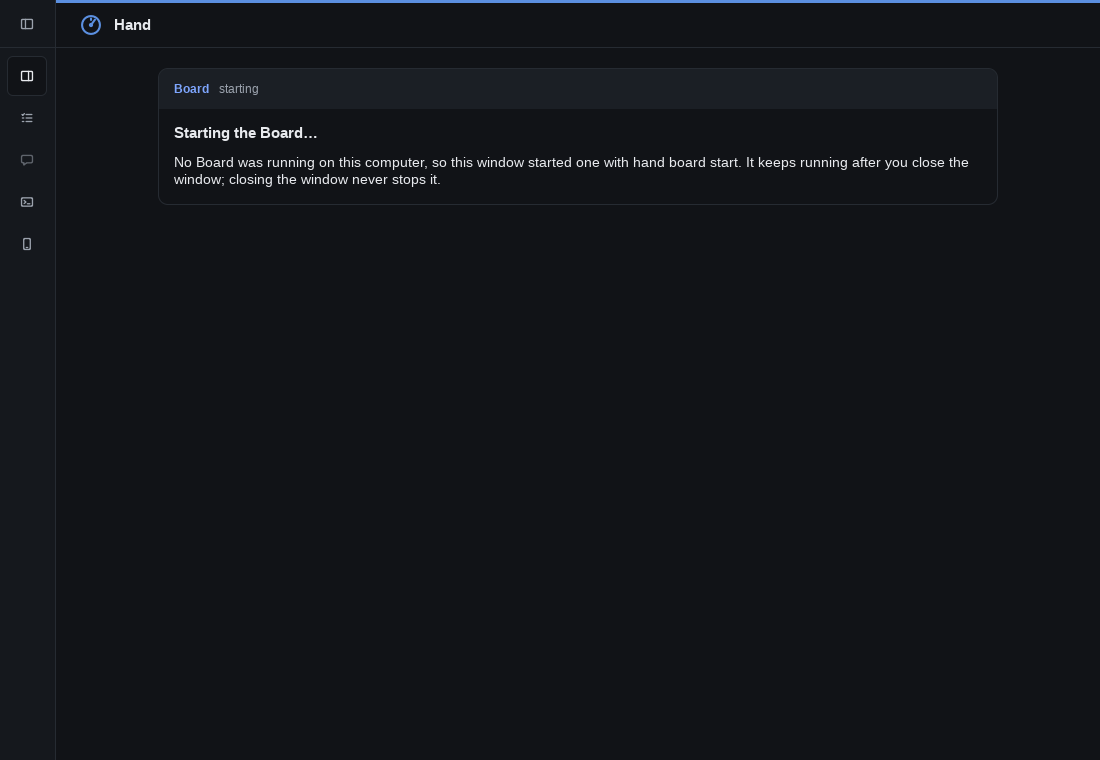 Hand
Board starting
Starting the Board…
No Board was running on this computer, so this window started one with hand board start. It keeps running after you close the
window; closing the window never stops it.